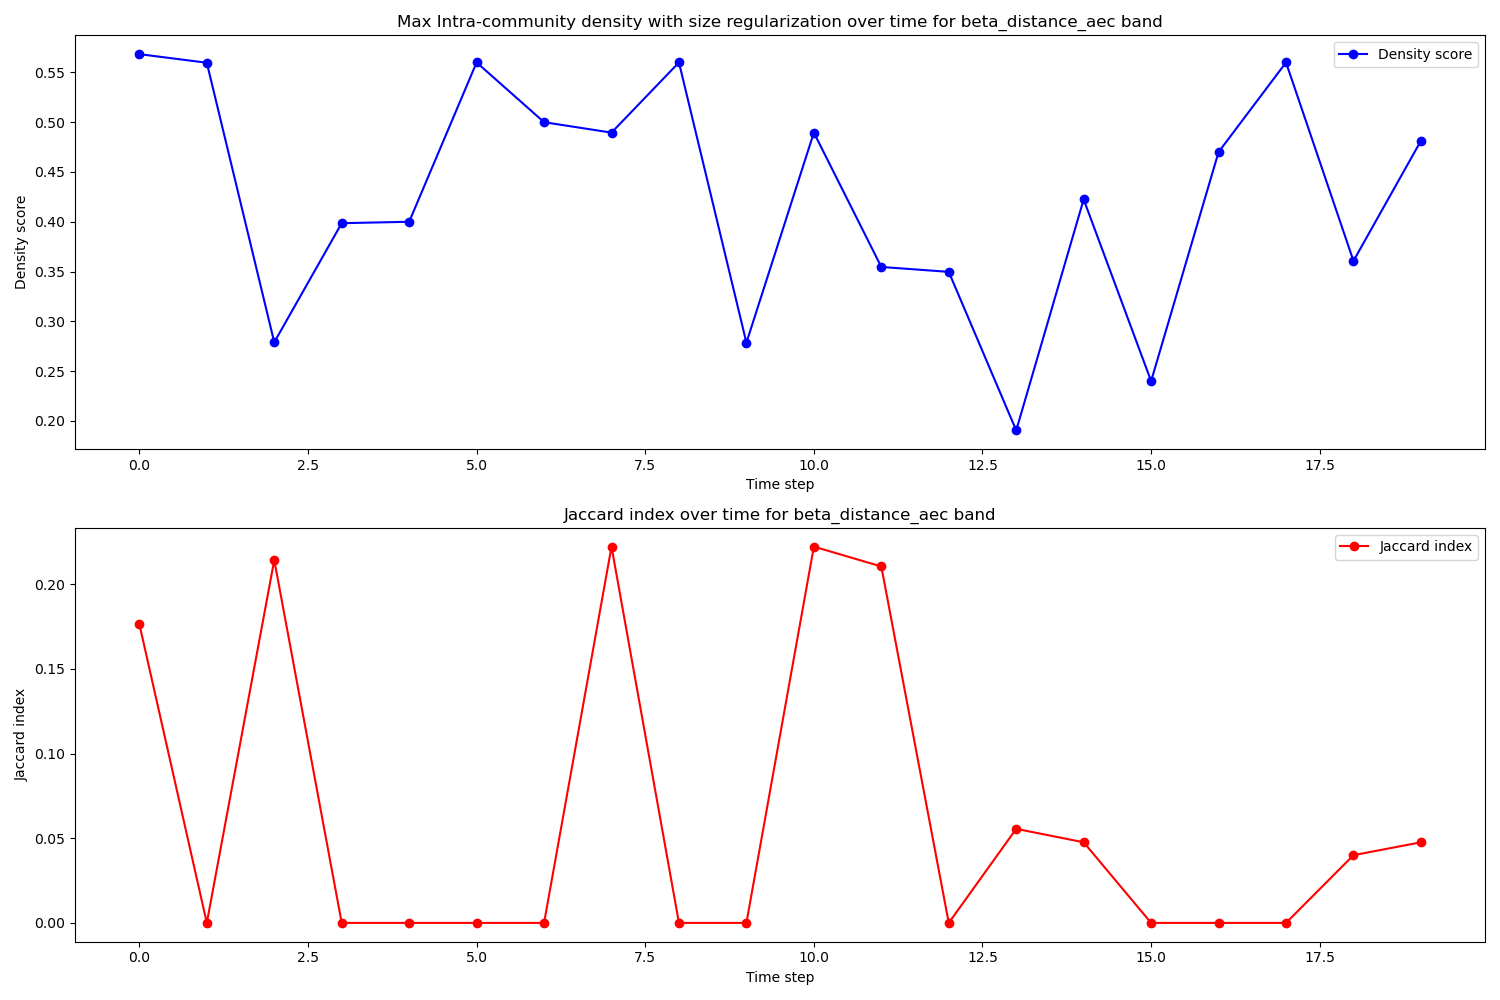 Max Intra-community density with size regularization over time for beta_distance_aec band
Density score
Density score
0.55
0.50
0.45
0.40
0.35
0.30
0.25
0.20
0.0 2.5 5.0 7.5 10.0 12.5 15.0 17.5
Time step
Jaccard index over time for beta_distance_aec band
Jaccard index
Jaccard index
0.20
0.15
0.10
0.05
0.00
0.0 2.5 5.0 7.5 10.0 12.5 15.0 17.5
Time step